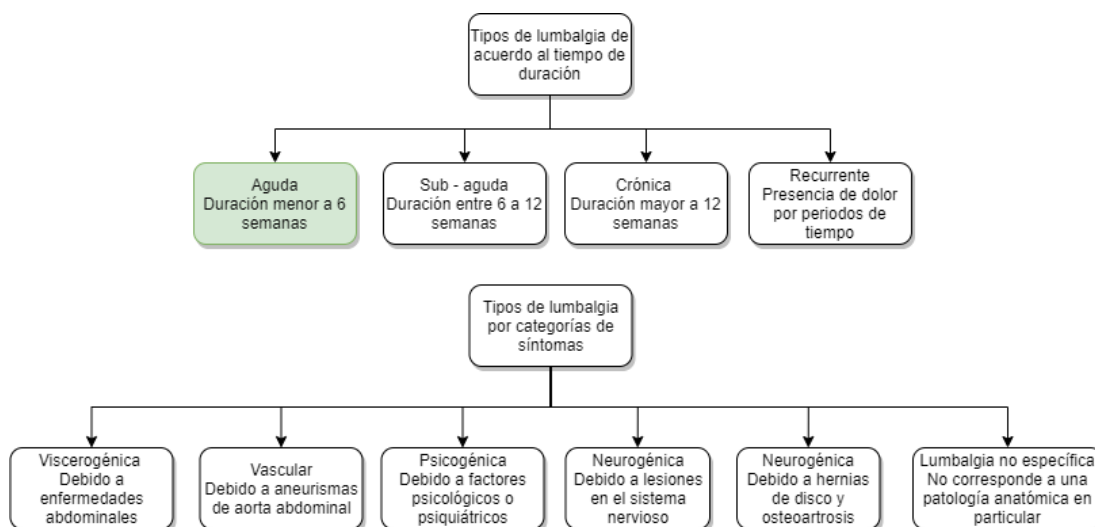 Tipos de lumbalgia de
acuerdo al tiempo de
duración
Aguda
Duración menor a 6
semanas
Sub - aguda
Duración entre 6 a 12
semanas
Crónica
Duración mayor a 12
semanas
Recurrente
Presencia de dolor
por periodos de
tiempo
Tipos de lumbalgia
por categorías de
síntomas
Viscerogénica
Debido a
enfermedades
abdominales
Vascular
Debido a aneurismas
de aorta abdominal
Psicogénica
Debido a factores
psicológicos o
psiquiátricos
Neurogénica
Debido a lesiones
en el sistema
nervioso
Neurogénica
Debido a hernias
de disco y
osteoartrosis
Lumbalgia no específica
No corresponde a una
patología anatómica en
particular